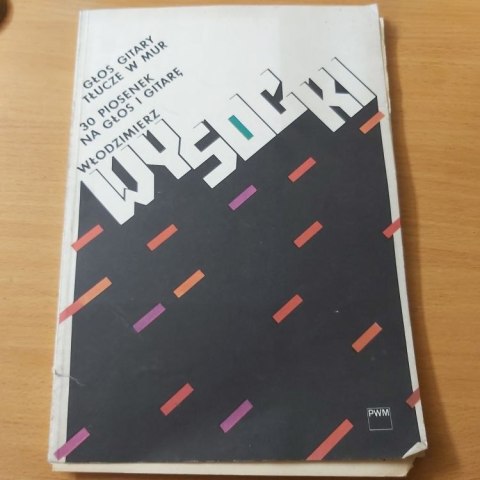 GŁOS GITARY
TŁUCZE W MUR
30 PIOSENEK
NA GŁOS I GITARĘ
WŁODZIMIERZ
WYSOCKI
PWM